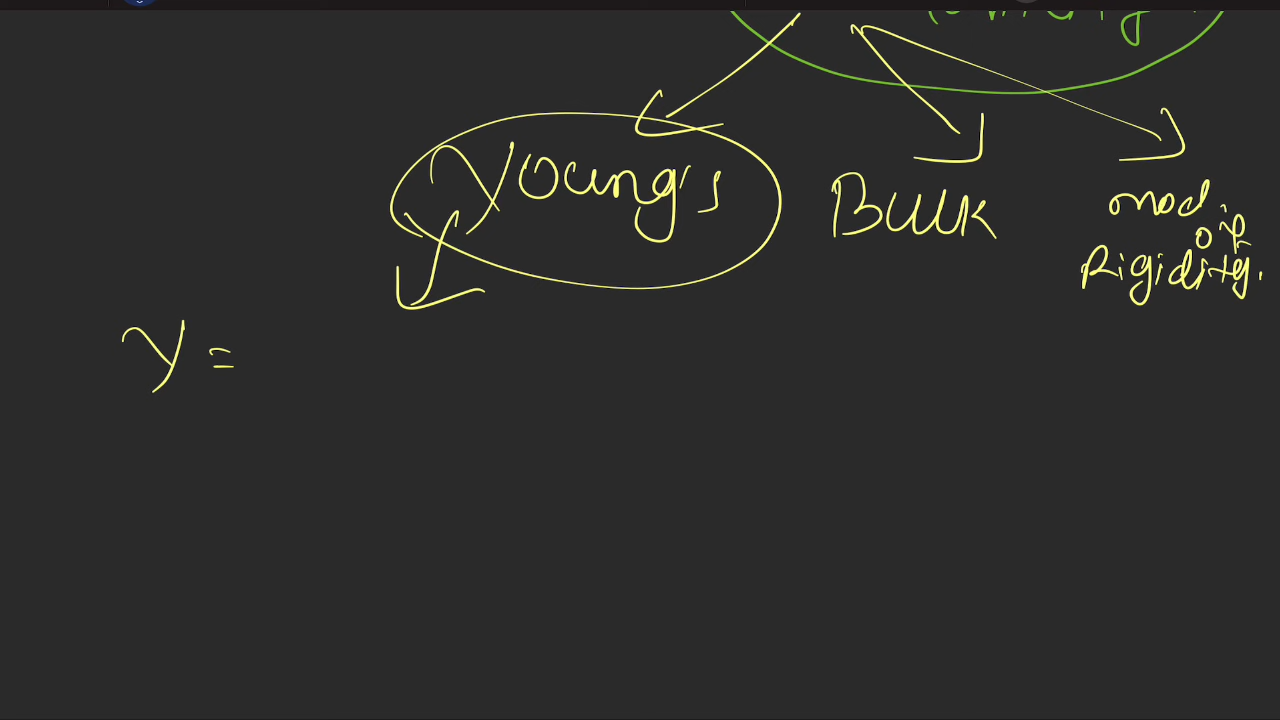 Young's
Bulk
mod. of
Rigidity.
Y =